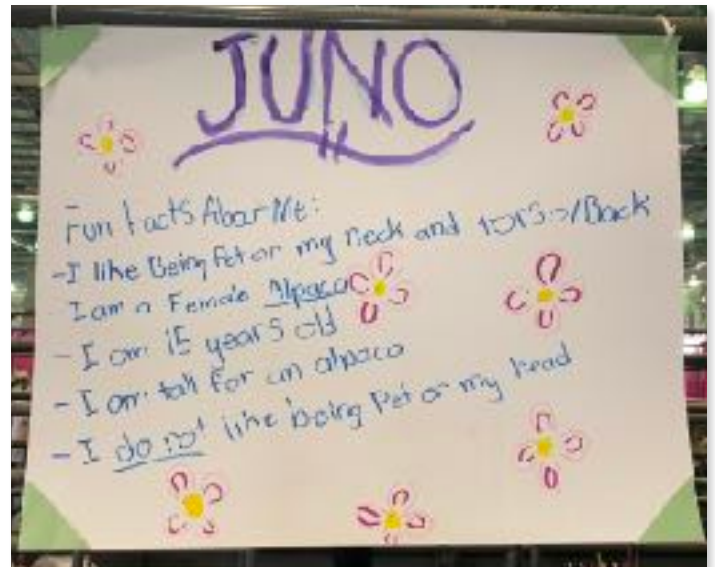 JUNO
Fun Facts About Me:
- I like Being Pet on my neck and torso/Back
I am a Female Alpaca
- I am 15 years old
- I am tall for an alpaca
- I do not like being Pet on my head